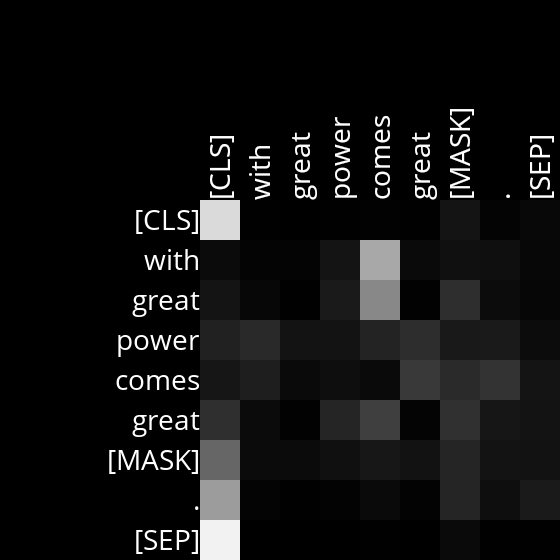 [CLS] with great power comes great [MASK] . [SEP]
[CLS]
with
great
power
comes
great
[MASK]
.
[SEP]